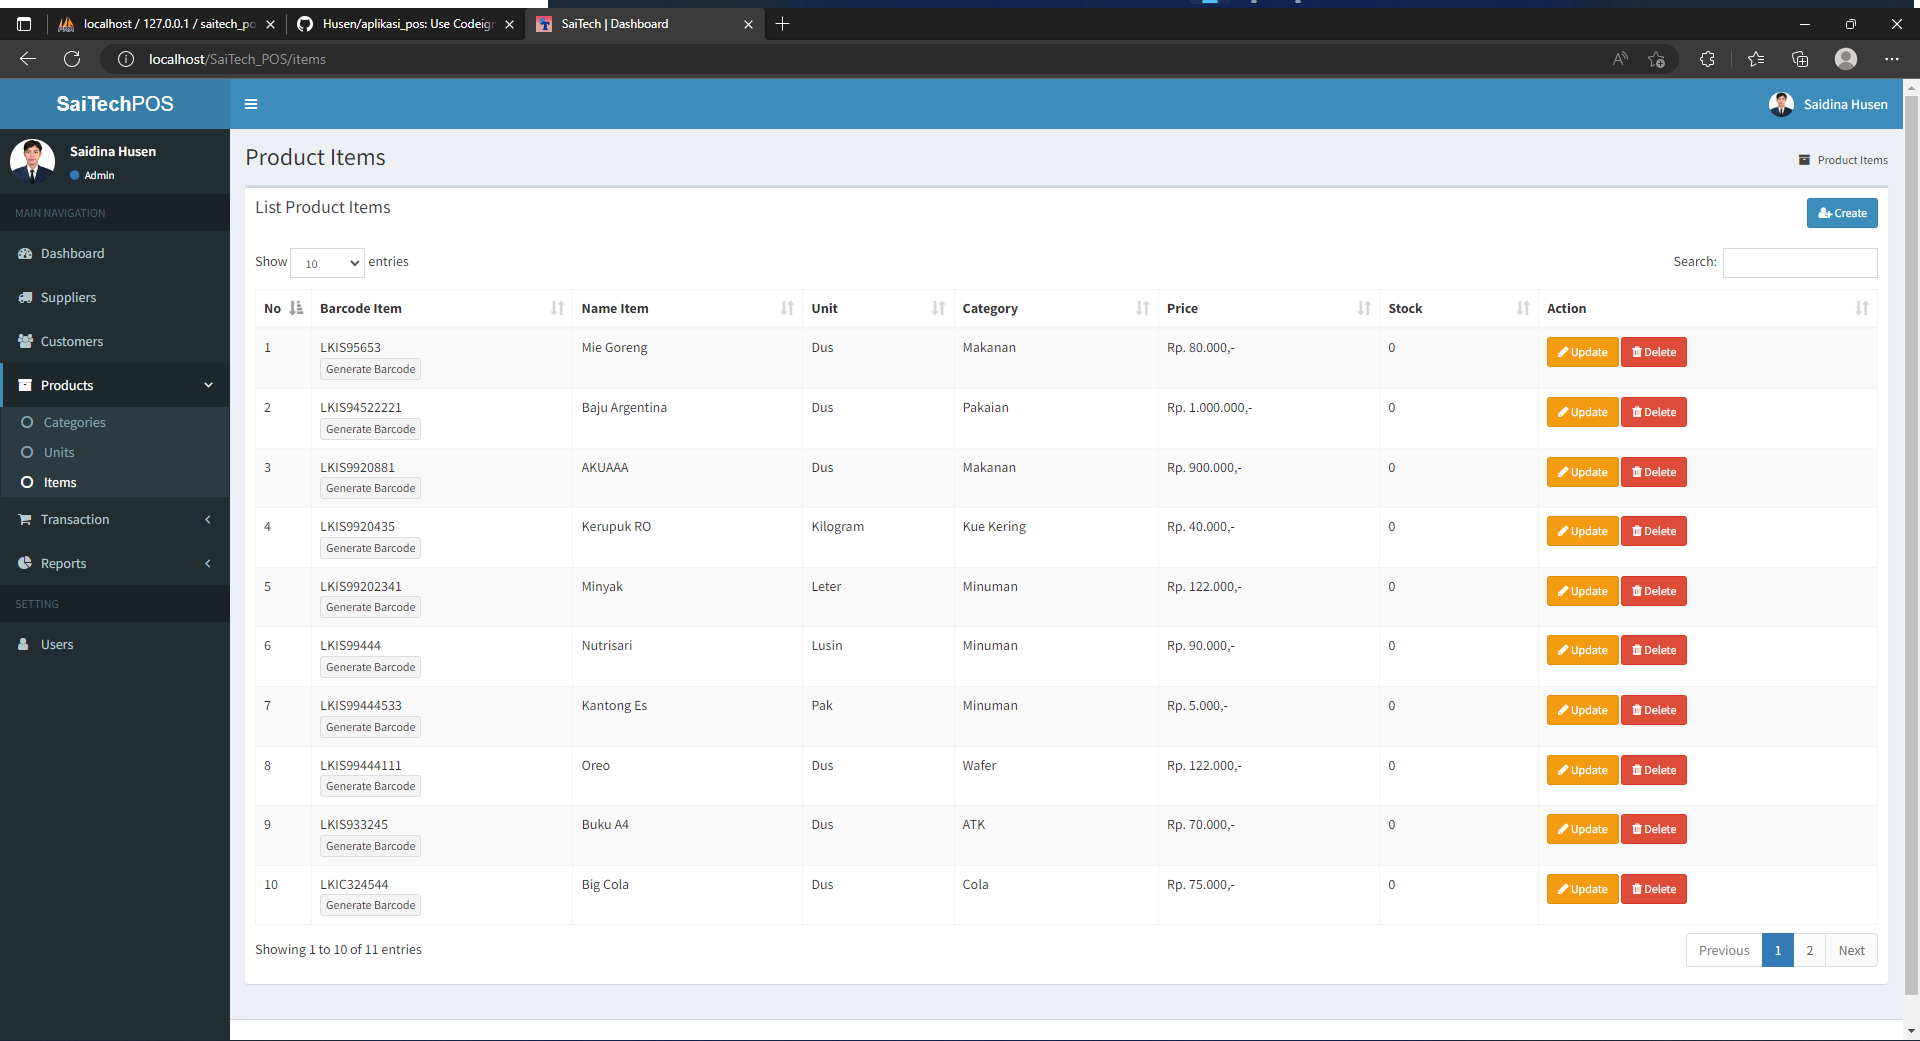 localhost / 127.0.0.1 / saitech_po
Husen/aplikasi_pos: Use Codeign
SaiTech | Dashboard
localhost/SaiTech_POS/items
SaiTechPOS
Saidina Husen
Saidina Husen
Admin
Product Items
Product Items
MAIN NAVIGATION
Dashboard
Suppliers
Customers
Products
Categories
Units
Items
Transaction
Reports
SETTING
Users
List Product Items
Create
Show 10 entries
Search:
No Barcode Item Name Item Unit Category Price Stock Action
1 LKIS95653 Mie Goreng Dus Makanan Rp. 80.000,- 0 Update Delete
Generate Barcode
2 LKIS94522221 Baju Argentina Dus Pakaian Rp. 1.000.000,- 0 Update Delete
Generate Barcode
3 LKIS9920881 AKUAAA Dus Makanan Rp. 900.000,- 0 Update Delete
Generate Barcode
4 LKIS9920435 Kerupuk RO Kilogram Kue Kering Rp. 40.000,- 0 Update Delete
Generate Barcode
5 LKIS99202341 Minyak Leter Minuman Rp. 122.000,- 0 Update Delete
Generate Barcode
6 LKIS99444 Nutrisari Lusin Minuman Rp. 90.000,- 0 Update Delete
Generate Barcode
7 LKIS99444533 Kantong Es Pak Minuman Rp. 5.000,- 0 Update Delete
Generate Barcode
8 LKIS99444111 Oreo Dus Wafer Rp. 122.000,- 0 Update Delete
Generate Barcode
9 LKIS933245 Buku A4 Dus ATK Rp. 70.000,- 0 Update Delete
Generate Barcode
10 LKIC324544 Big Cola Dus Cola Rp. 75.000,- 0 Update Delete
Generate Barcode
Showing 1 to 10 of 11 entries
Previous 1 2 Next